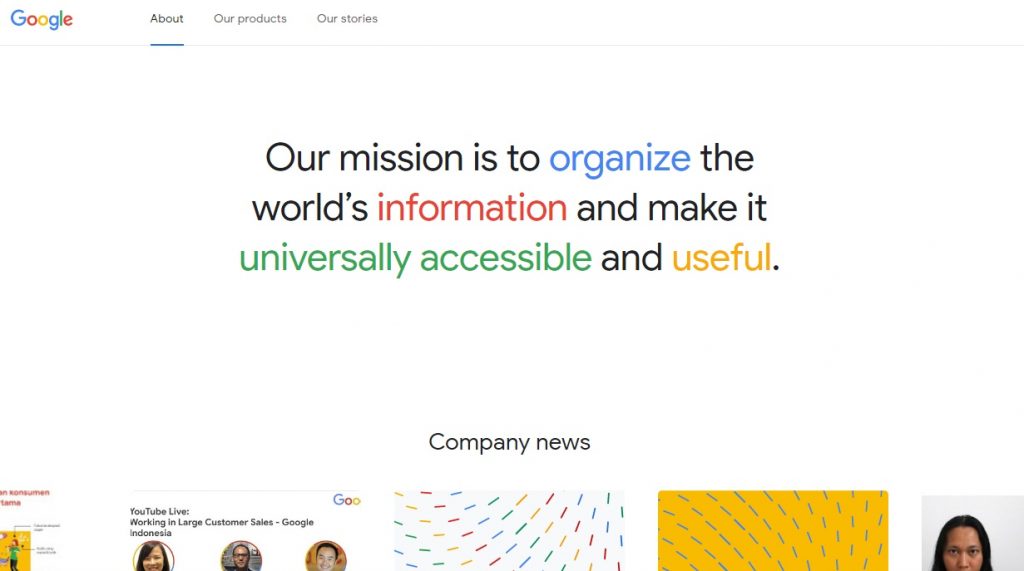 Google
About
Our products
Our stories
Our mission is to organize the
world’s information and make it
universally accessible and useful.
Company news
an konsumen
rtama
YouTube Live:
Working in Large Customer Sales - Google
Indonesia
Goo